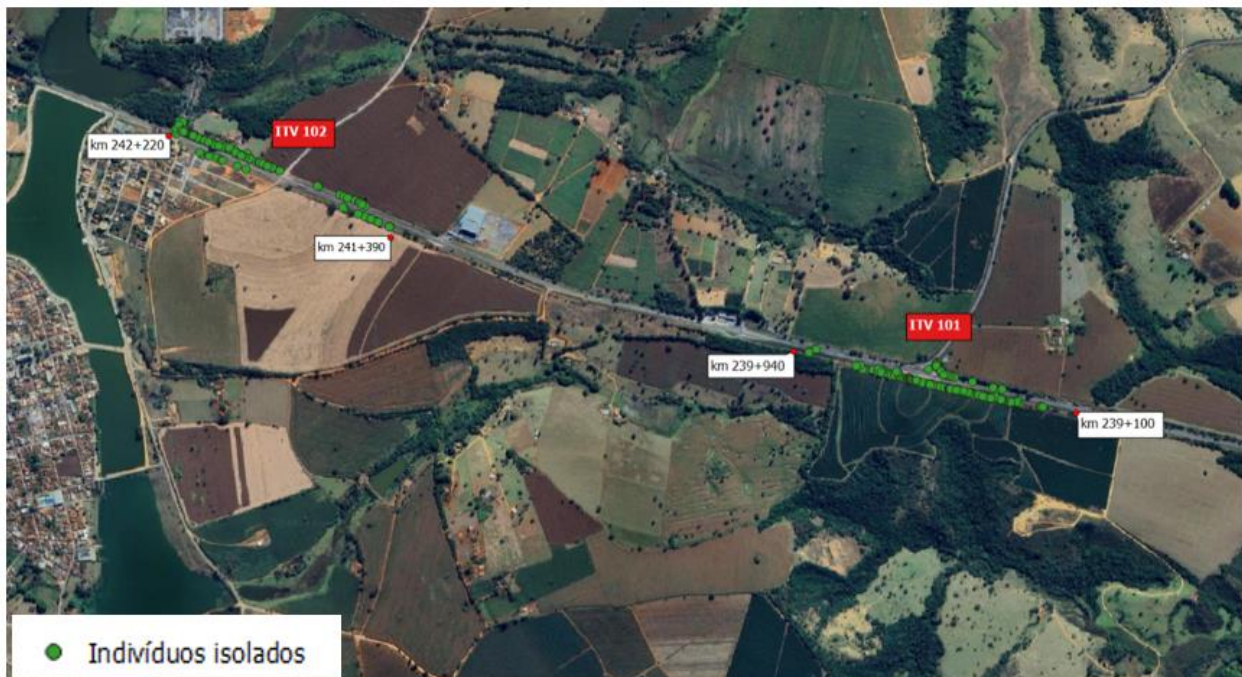 ITV 102
km 242+220
km 241+390
ITV 101
km 239+940
km 239+100
Indivíduos isolados